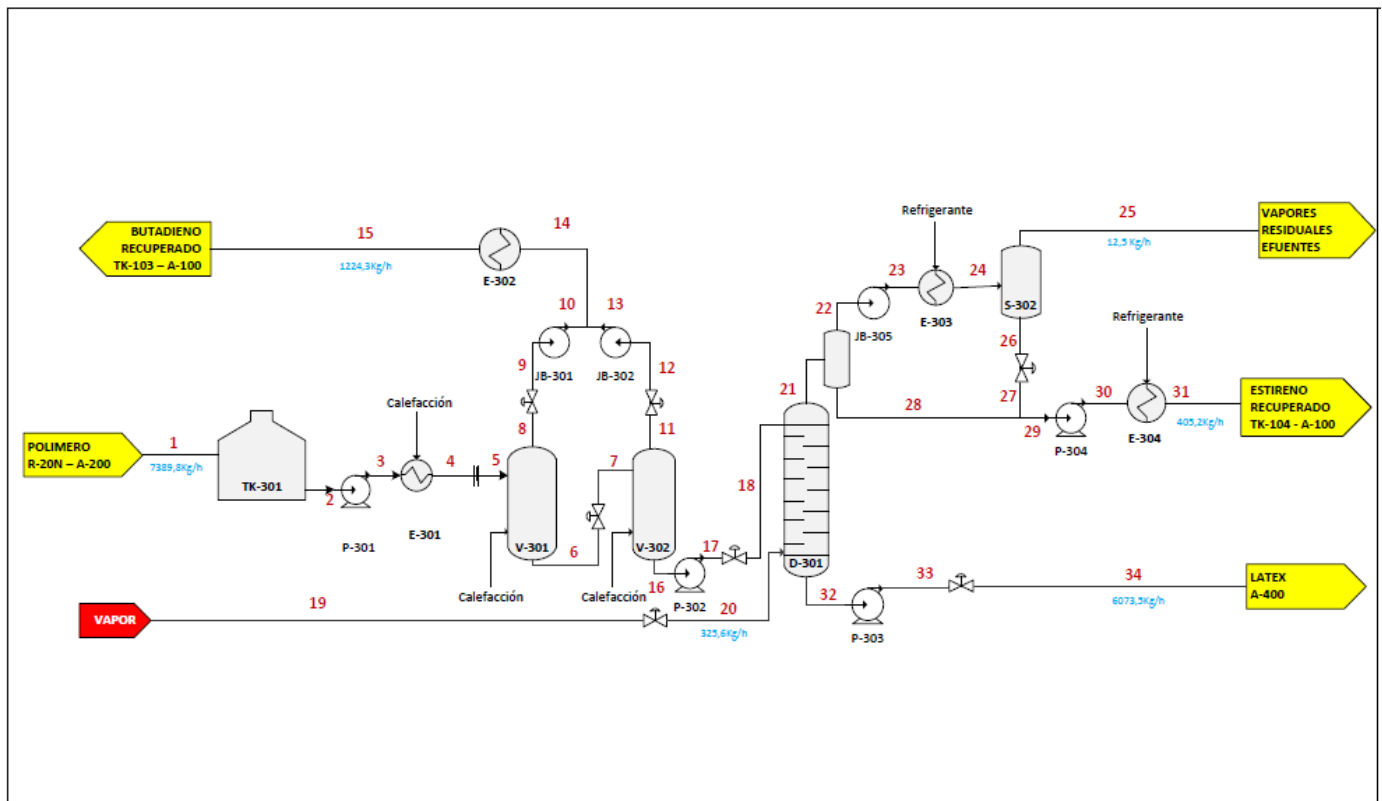 Refrigerante
25
VAPORES
RESIDUALES
EFUENTES
12,5 Kg/h
15
14
BUTADIENO
RECUPERADO
TK-103 – A-100
1224,3Kg/h
E-302
23
24
E-303
S-302
22
JB-305
10
13
9
12
JB-301
JB-302
26
27
Refrigerante
30
31
ESTIRENO
RECUPERADO
TK-104 - A-100
405,2Kg/h
E-304
29
P-304
28
21
Calefacción
8
11
1
POLIMERO
R-20N – A-200
7389,8Kg/h
TK-301
2
3
4
5
P-301
E-301
V-301
6
7
V-302
Calefacción
Calefacción
16
17
P-302
18
D-301
32
33
P-303
34
6073,5Kg/h
LATEX
A-400
19
VAPOR
20
325,6Kg/h